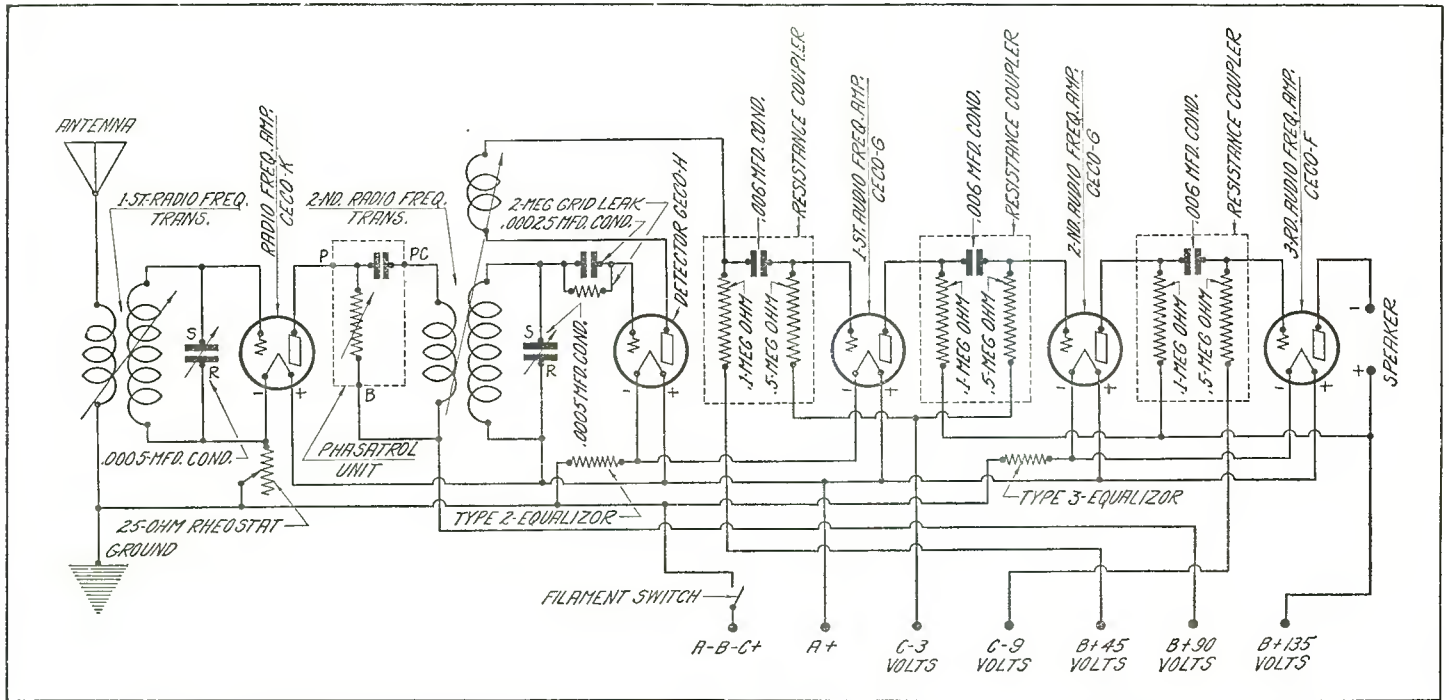 ANTENNA
1-ST. RADIO FREQ.
TRANS.
RADIO FREQ. AMP.
CECO-K
2-ND. RADIO FREQ.
TRANS.
P
PC
B
PHASATROL
UNIT
S
R
.0005-MFD. COND.
25-OHM RHEOSTAT
GROUND
2-MEG GRID LEAK
.00025 MFD. COND.
S
R
.0005 MFD. COND.
DETECTOR CECO-H
TYPE 2-EQUALIZOR
.006 MFD. COND.
RESISTANCE COUPLER
.1-MEG OHM
.5-MEG OHM
1-ST. AUDIO FREQ. AMP.
CECO-G
.006 MFD. COND.
RESISTANCE COUPLER
.1-MEG OHM
.5-MEG OHM
2-ND. AUDIO FREQ. AMP.
CECO-G
.006 MFD. COND.
RESISTANCE COUPLER
.1-MEG OHM
.5-MEG OHM
3-RD. AUDIO FREQ. AMP.
CECO-F
-
+
SPEAKER
- +
- +
- +
- +
- +
TYPE 3-EQUALIZOR
FILAMENT SWITCH
A-B-C+
A+
C-3
VOLTS
C-9
VOLTS
B+45
VOLTS
B+90
VOLTS
B+135
VOLTS